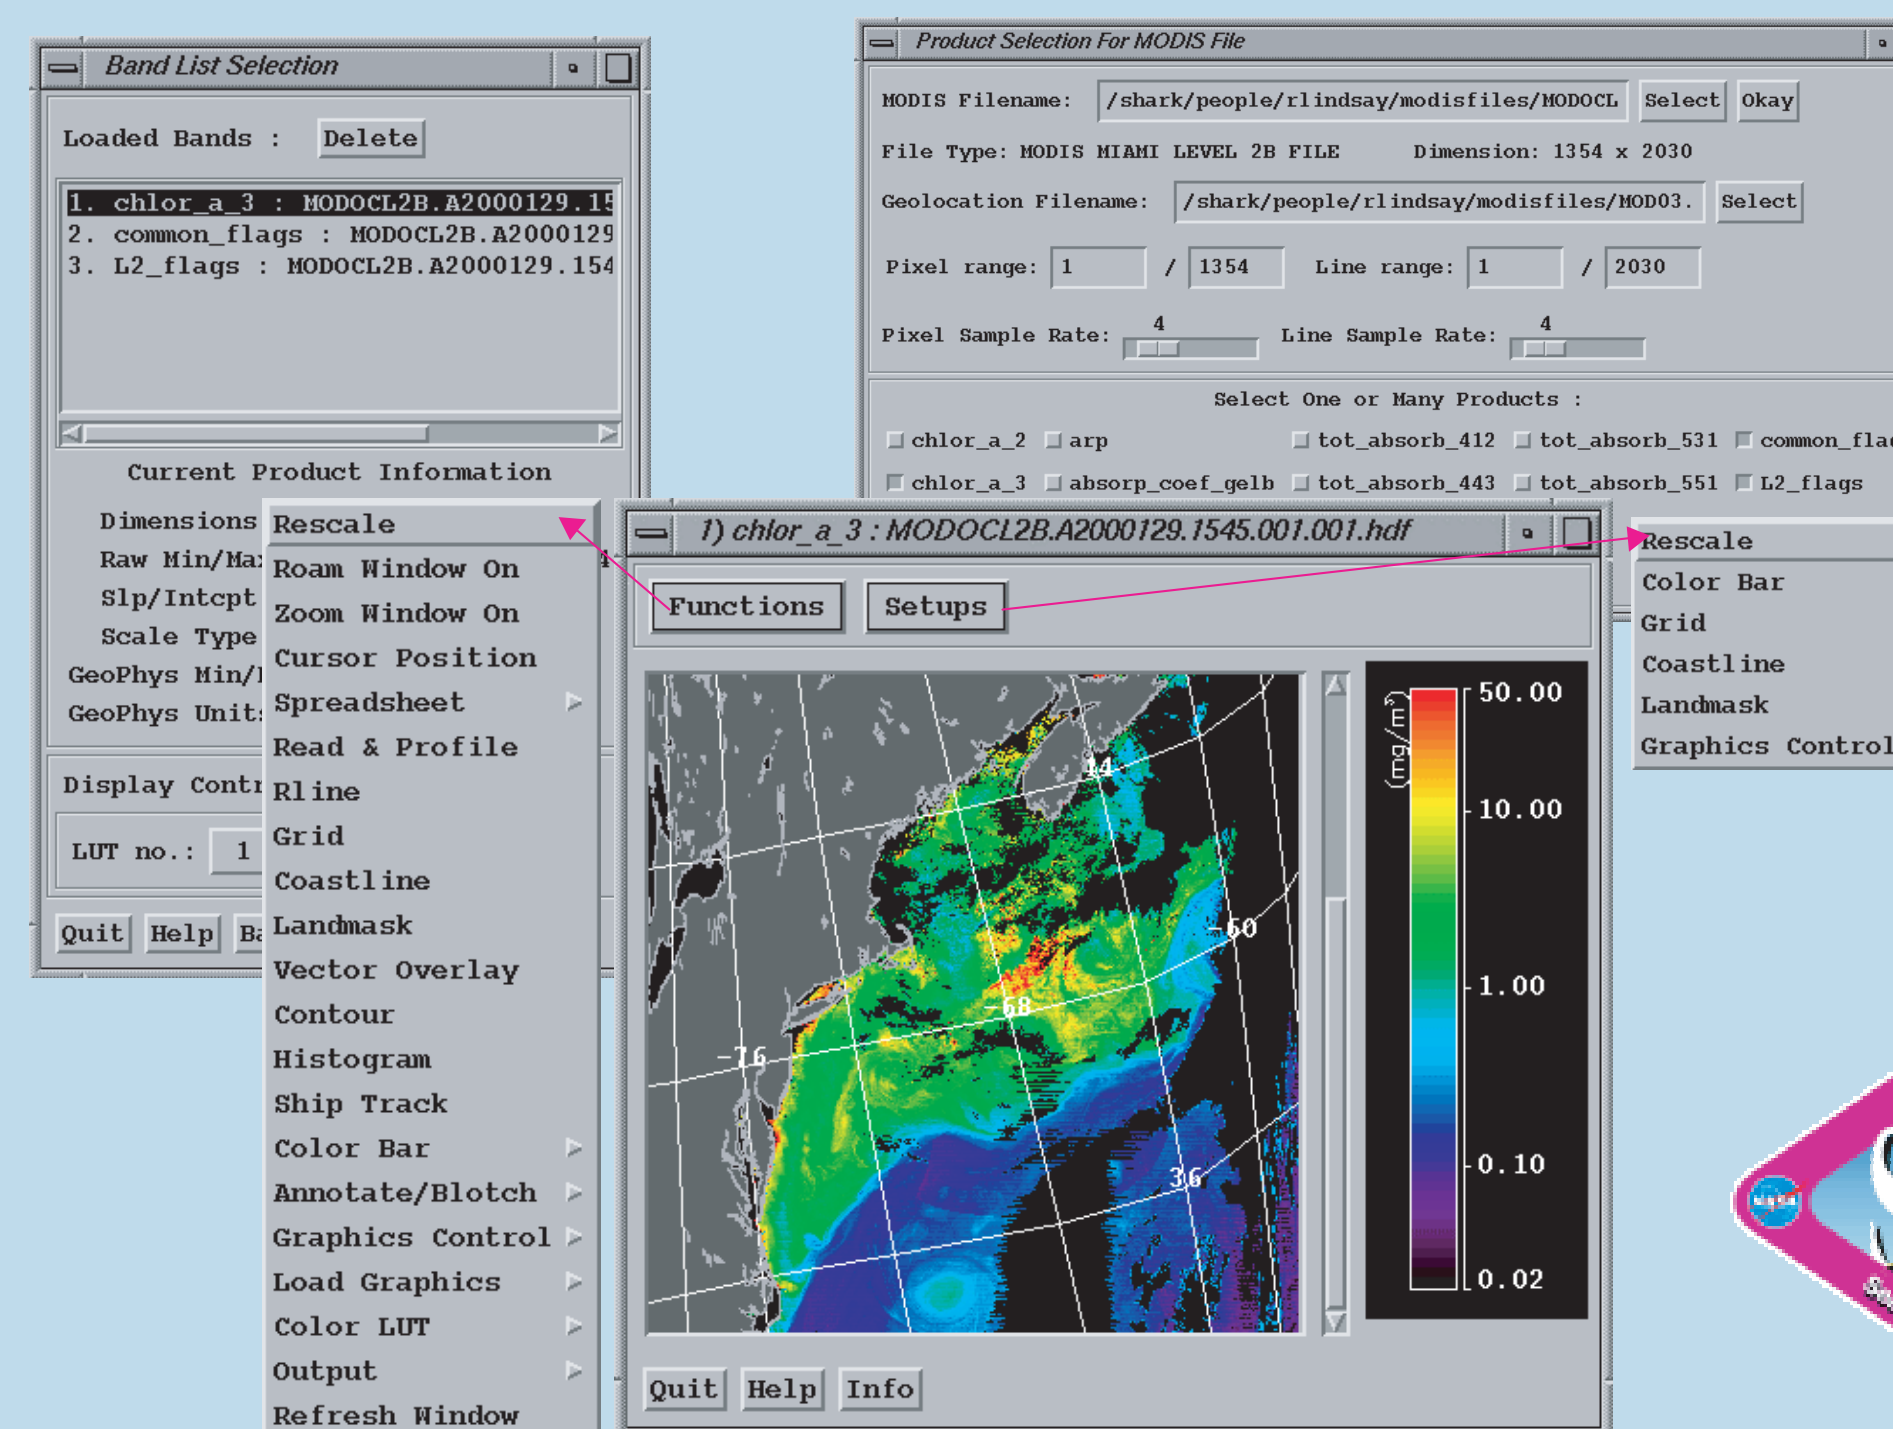 Band List Selection
Loaded Bands : Delete
1. chlor_a_3 : MODOCL2B.A2000129.15
2. common_flags : MODOCL2B.A2000129
3. L2_flags : MODOCL2B.A2000129.154
Current Product Information
Dimensions
Raw Min/Max
Slp/Intcpt
Scale Type
GeoPhys Min/
GeoPhys Units
Display Contr
LUT no.: 1
Quit Help
Product Selection For MODIS File
MODIS Filename: /shark/people/rlindsay/modisfiles/MODOCL Select Okay
File Type: MODIS MIAMI LEVEL 2B FILE Dimension: 1354 x 2030
Geolocation Filename: /shark/people/rlindsay/modisfiles/MOD03. Select
Pixel range: 1 / 1354 Line range: 1 / 2030
Pixel Sample Rate: 4 Line Sample Rate: 4
Select One or Many Products :
chlor_a_2 arp tot_absorb_412 tot_absorb_531 common_flag
chlor_a_3 absorp_coef_gelb tot_absorb_443 tot_absorb_551 L2_flags
Rescale
Roam Window On
Zoom Window On
Cursor Position
Spreadsheet
Read & Profile
Rline
Grid
Coastline
Landmask
Vector Overlay
Contour
Histogram
Ship Track
Color Bar
Annotate/Blotch
Graphics Control
Load Graphics
Color LUT
Output
Refresh Window
1) chlor_a_3 : MODOCL2B.A2000129.1545.001.001.hdf
Functions Setups
44
-60
-68
-76
36
(mg/m³)
50.00
10.00
1.00
0.10
0.02
Quit Help Info
Rescale
Color Bar
Grid
Coastline
Landmask
Graphics Control